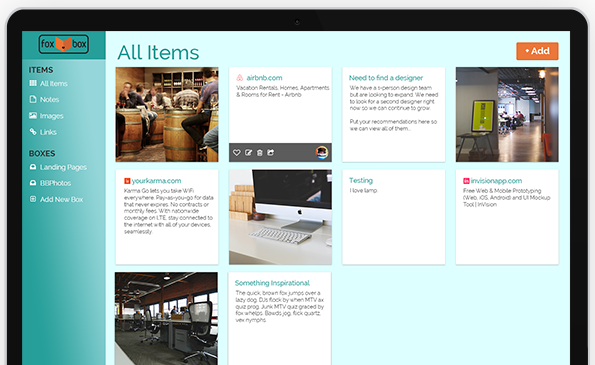 fox box
All Items
+ Add
ITEMS
All Items
Notes
Images
Links
BOXES
Landing Pages
BBPhotos
Add New Box
airbnb.com
Vacation Rentals, Homes, Apartments
& Rooms for Rent - Airbnb
Need to find a designer
We have a 1-person design team
but are looking to expand. We need
to look for a second designer right
now so we can continue to grow.
Put your recommendations here so
we can view all of them.
yourkarma.com
Karma Go lets you take WiFi
everywhere. Pay-as-you-go for data
that never expires. No contracts or
monthly fees. With nationwide
coverage on LTE, stay connected to
the internet with all of your devices,
seamlessly.
Testing
I love lamp.
invisionapp.com
Free Web & Mobile Prototyping
(Web, iOS, Android) and UI Mockup
Tool | InVision
Something Inspirational
The quick, brown fox jumps over a
lazy dog. DJs flock by when MTV ax
quiz prog. Junk MTV quiz graced by
fox whelps. Bawds jog, flick quartz,
vex nymphs.